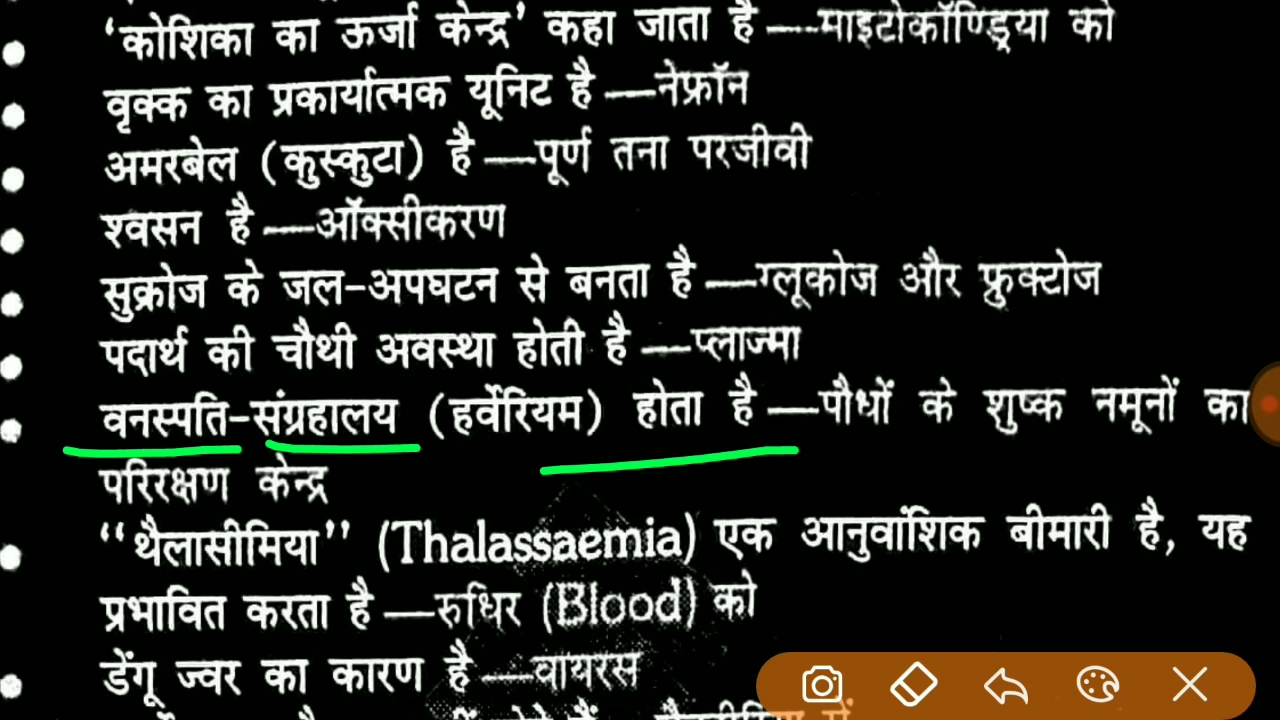 ‘कोशिका का ऊर्जा केन्द्र’ कहा जाता है —माइटोकॉण्ड्रिया को
वृक्क का प्रकार्यात्मक यूनिट है —नेफ्रॉन
अमरबेल (कुस्कुटा) है —पूर्ण तना परजीवी
श्वसन है —ऑक्सीकरण
सुक्रोज के जल-अपघटन से बनता है —ग्लूकोज और फ्रुक्टोज
पदार्थ की चौथी अवस्था होती है —प्लाज्मा
वनस्पति-संग्रहालय (हर्वेरियम) होता है —पौधों के शुष्क नमूनों का
परिरक्षण केन्द्र
“थैलासीमिया” (Thalassaemia) एक आनुवांशिक बीमारी है, यह
प्रभावित करता है —रुधिर (Blood) को
डेंगू ज्वर का कारण है —वायरस